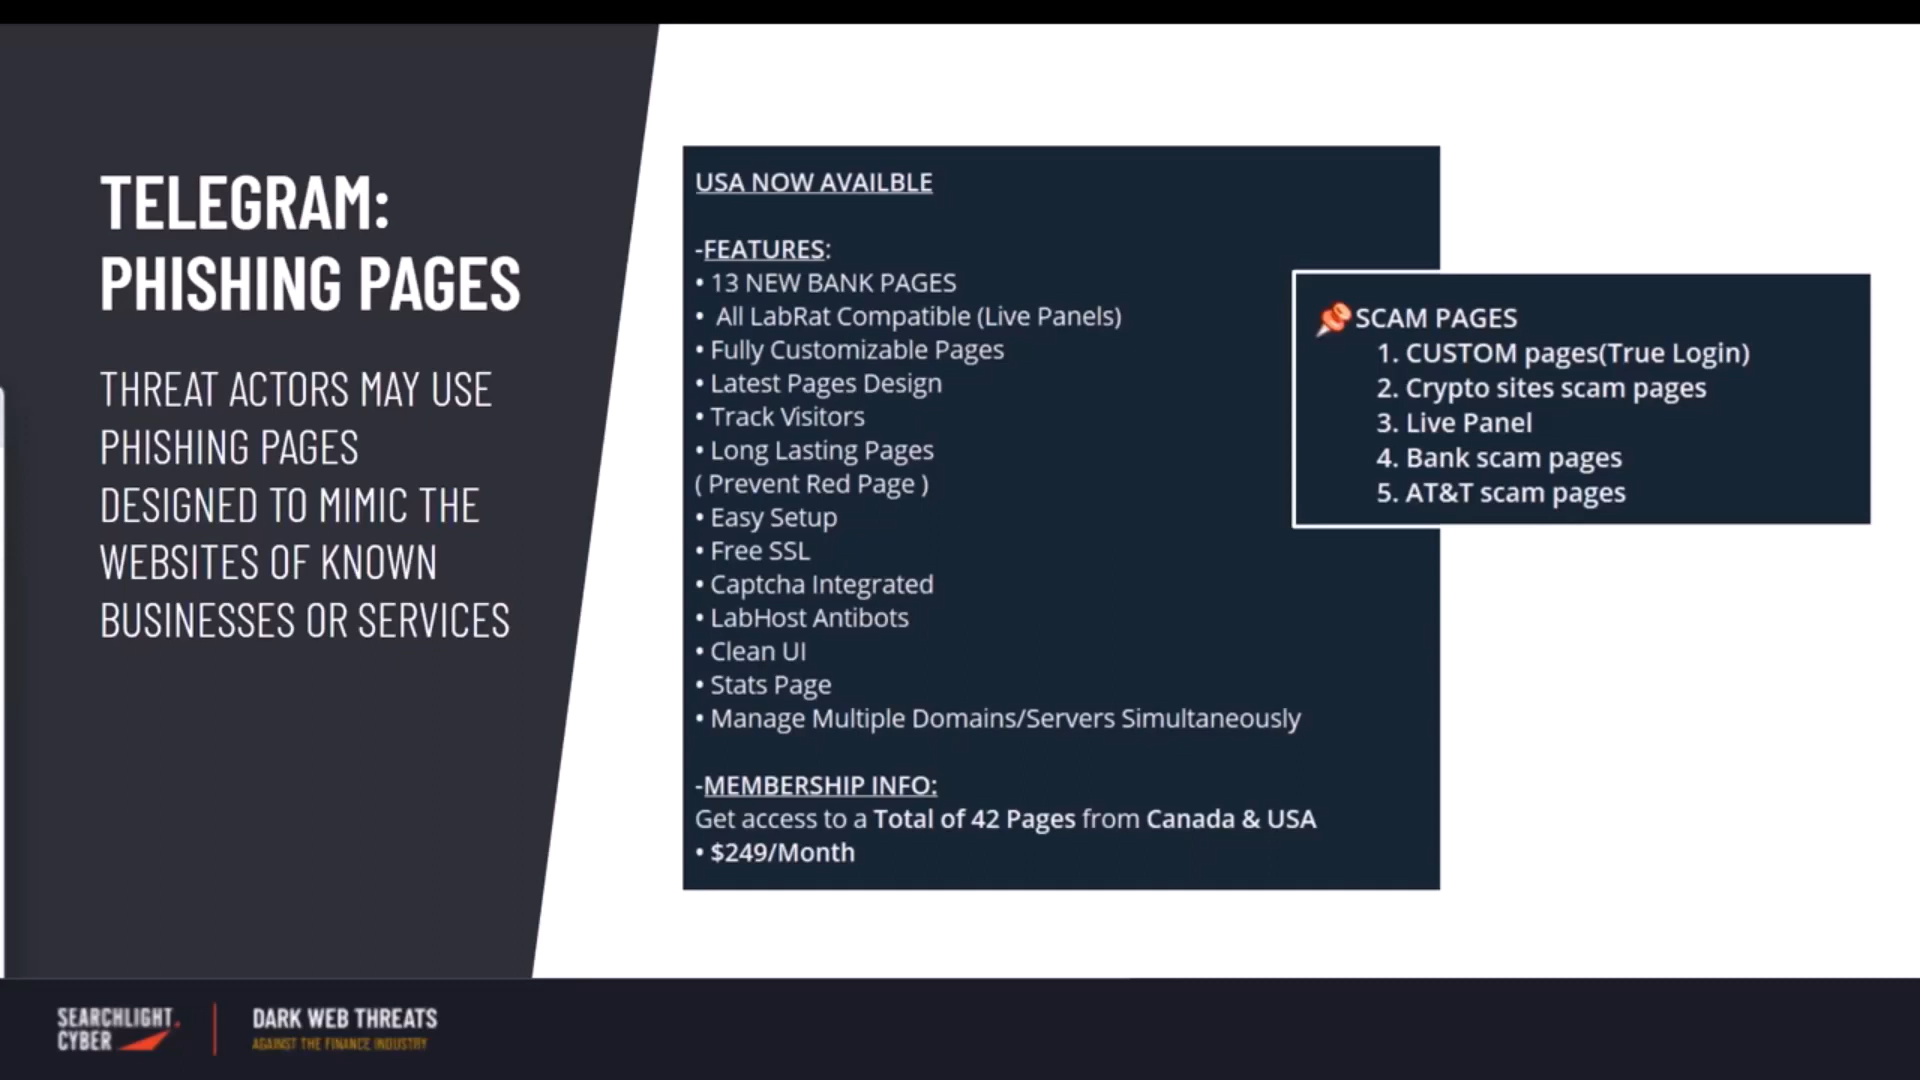 TELEGRAM:
PHISHING PAGES
THREAT ACTORS MAY USE
PHISHING PAGES
DESIGNED TO MIMIC THE
WEBSITES OF KNOWN
BUSINESSES OR SERVICES
USA NOW AVAILBLE
-FEATURES:
• 13 NEW BANK PAGES
• All LabRat Compatible (Live Panels)
• Fully Customizable Pages
• Latest Pages Design
• Track Visitors
• Long Lasting Pages
( Prevent Red Page )
• Easy Setup
• Free SSL
• Captcha Integrated
• LabHost Antibots
• Clean UI
• Stats Page
• Manage Multiple Domains/Servers Simultaneously
-MEMBERSHIP INFO:
Get access to a Total of 42 Pages from Canada & USA
• $249/Month
📌SCAM PAGES
1. CUSTOM pages(True Login)
2. Crypto sites scam pages
3. Live Panel
4. Bank scam pages
5. AT&T scam pages
SEARCHLIGHT.
CYBER
DARK WEB THREATS
AGAINST THE FINANCE INDUSTRY